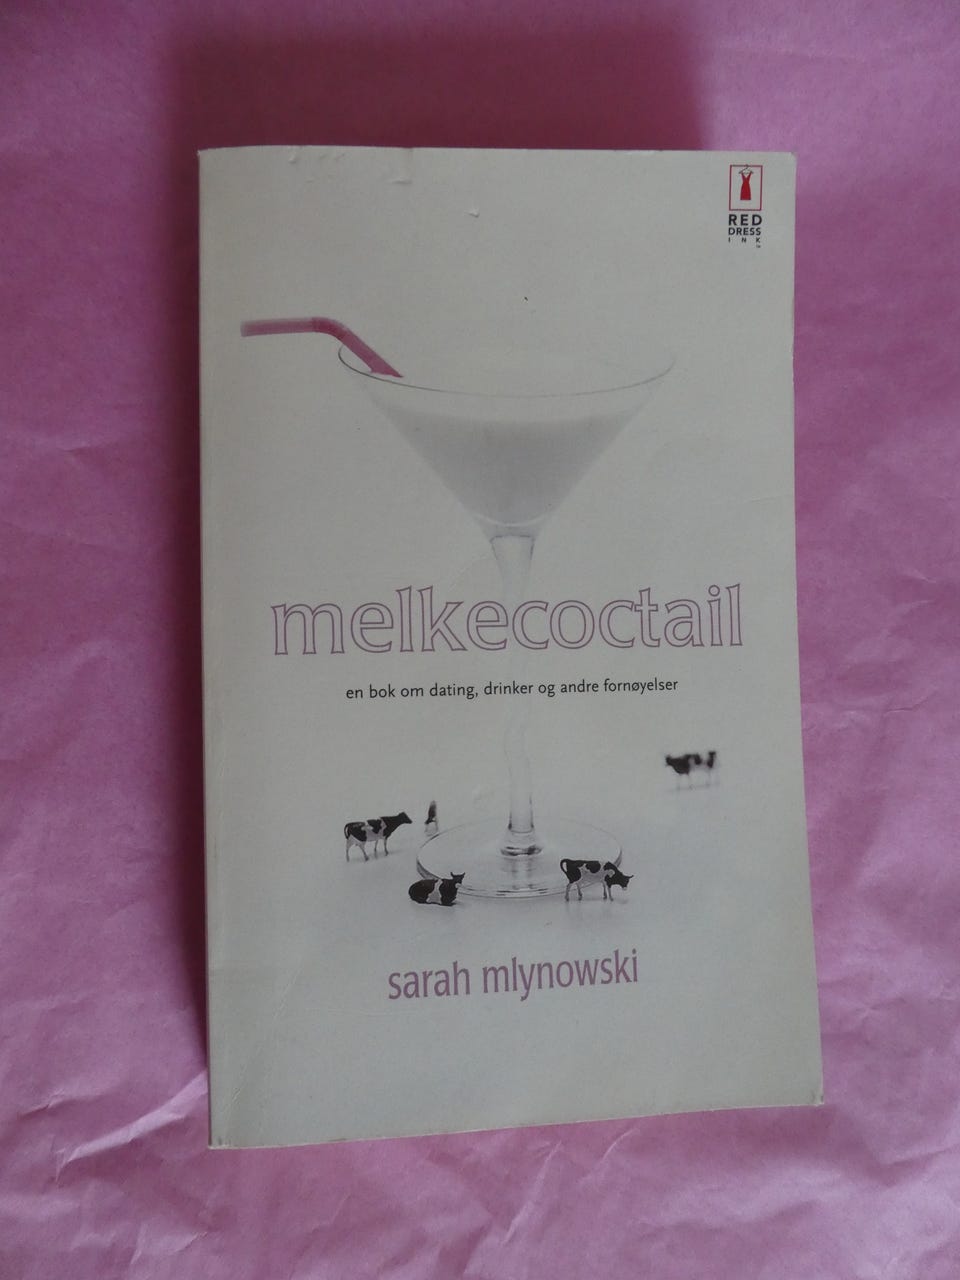 RED
DRESS
INK
melkecoctail
en bok om dating, drinker og andre fornøyelser
sarah mlynowski